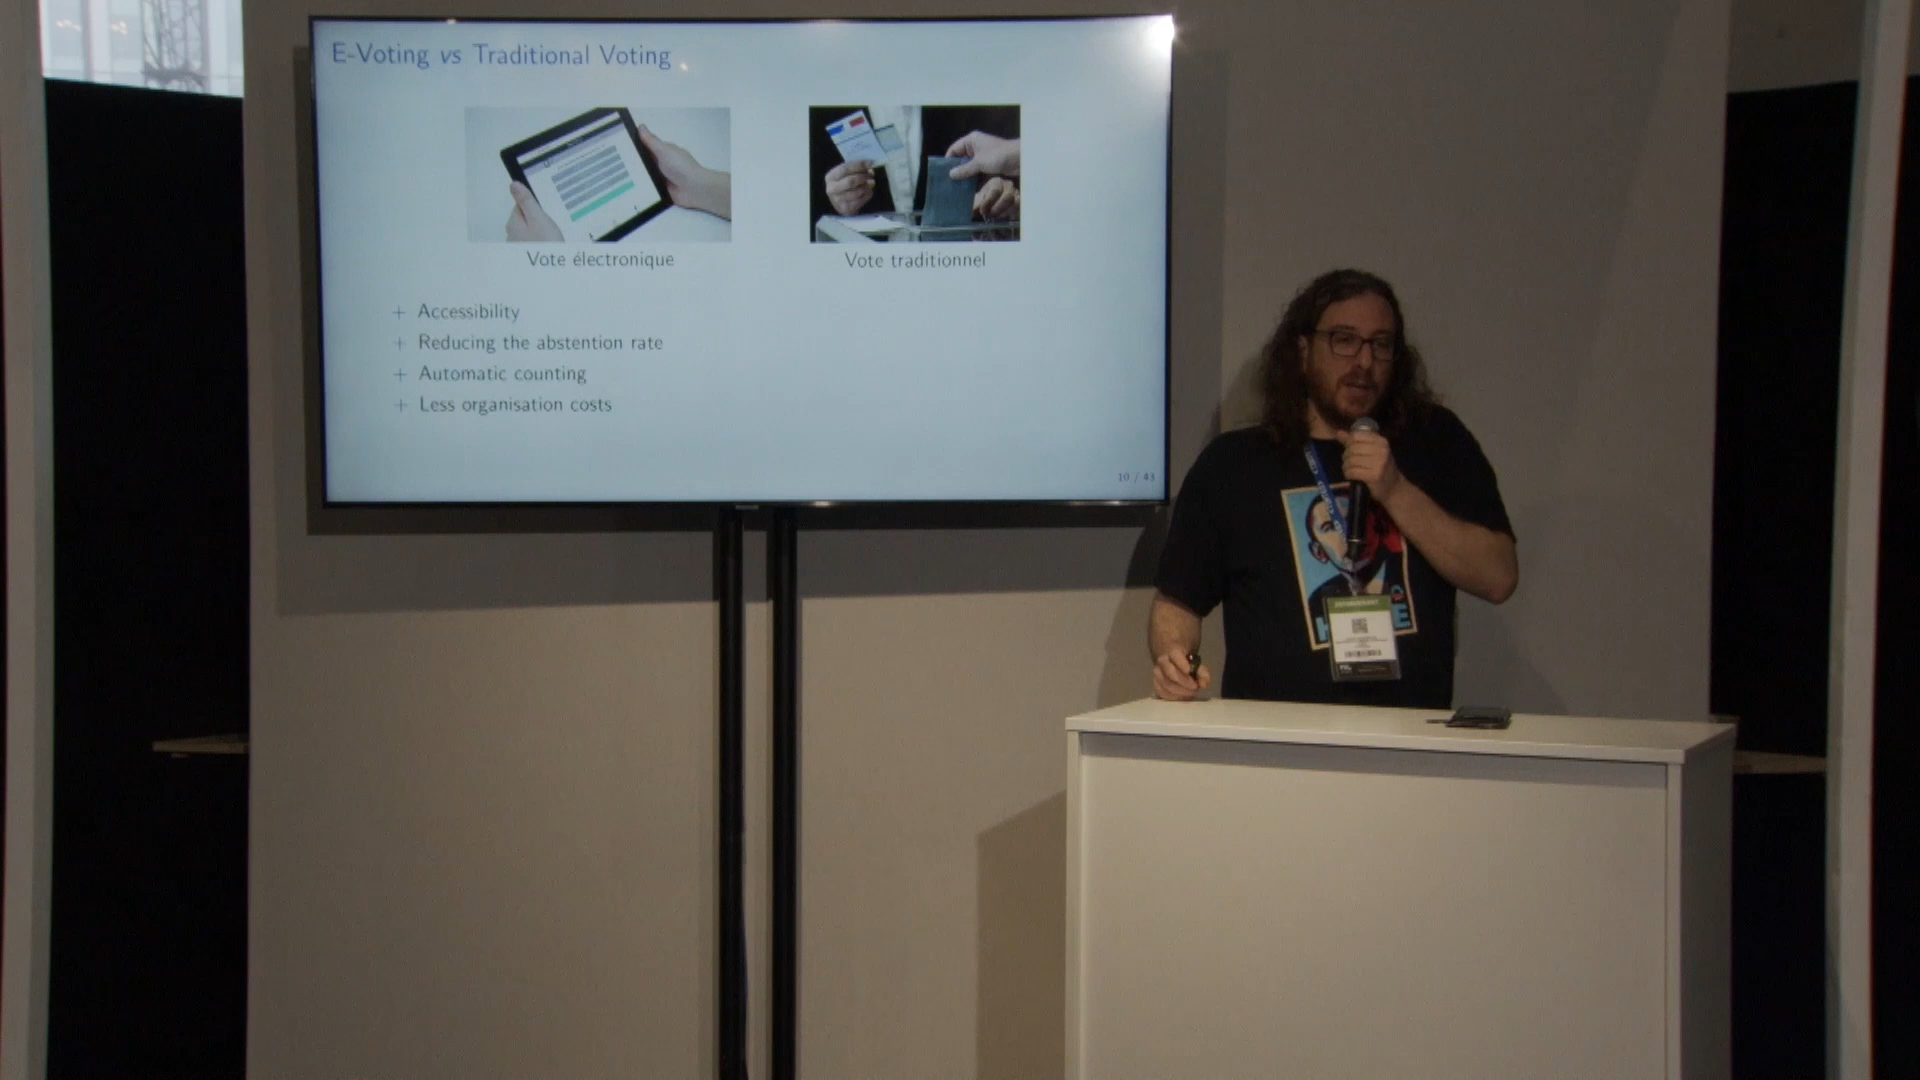 E-Voting vs Traditional Voting
Vote électronique
Vote traditionnel
+ Accessibility
+ Reducing the abstention rate
+ Automatic counting
+ Less organisation costs
10 / 43